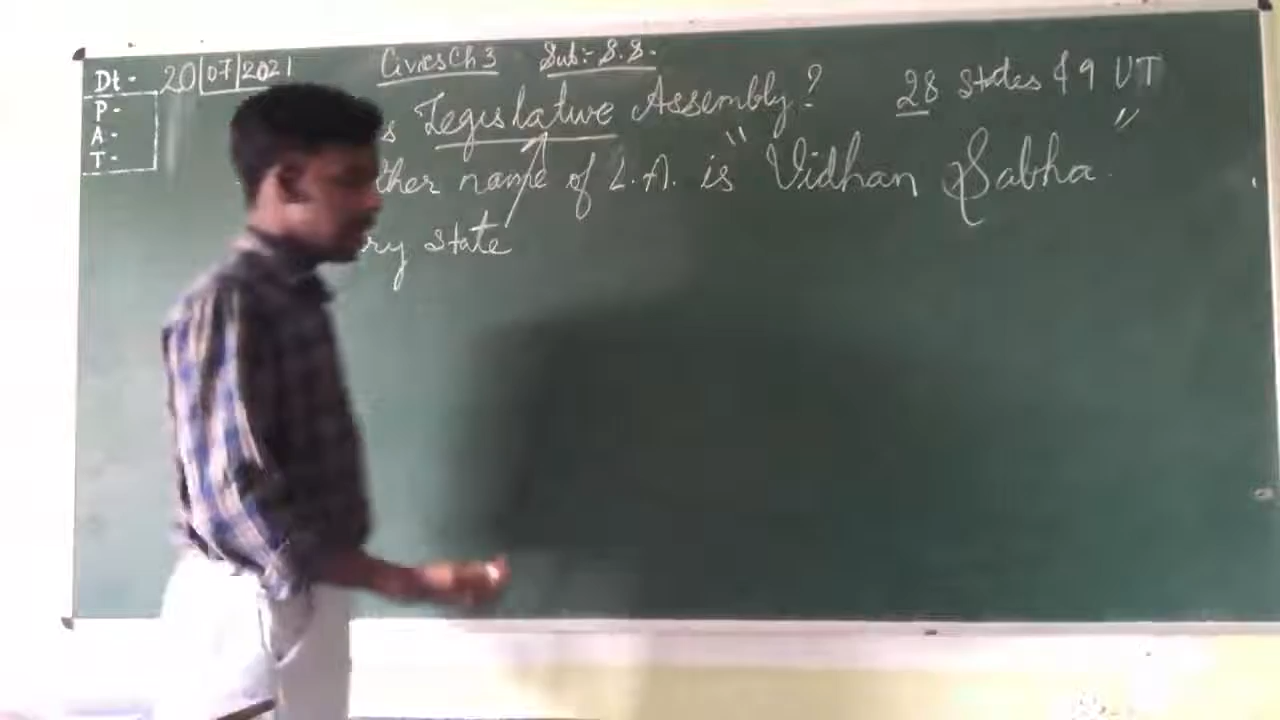 Dt - 20 07 2021 Civics Ch 3 Sub:- S.S.
P -
A -
T -
s Legislative Assembly? 28 States & 9 UT
ther name of L.A. is "Vidhan Sabha"
ry state